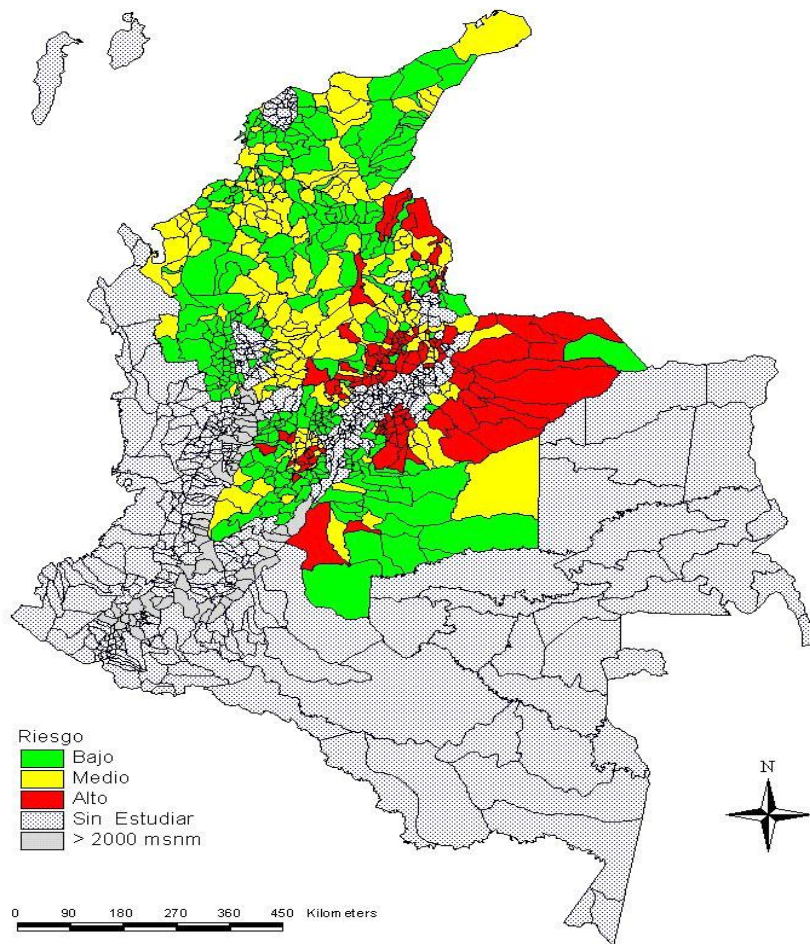 Riesgo
Bajo
Medio
Alto
Sin Estudiar
> 2000 msnm
N
0 90 180 270 360 450 Kilometers